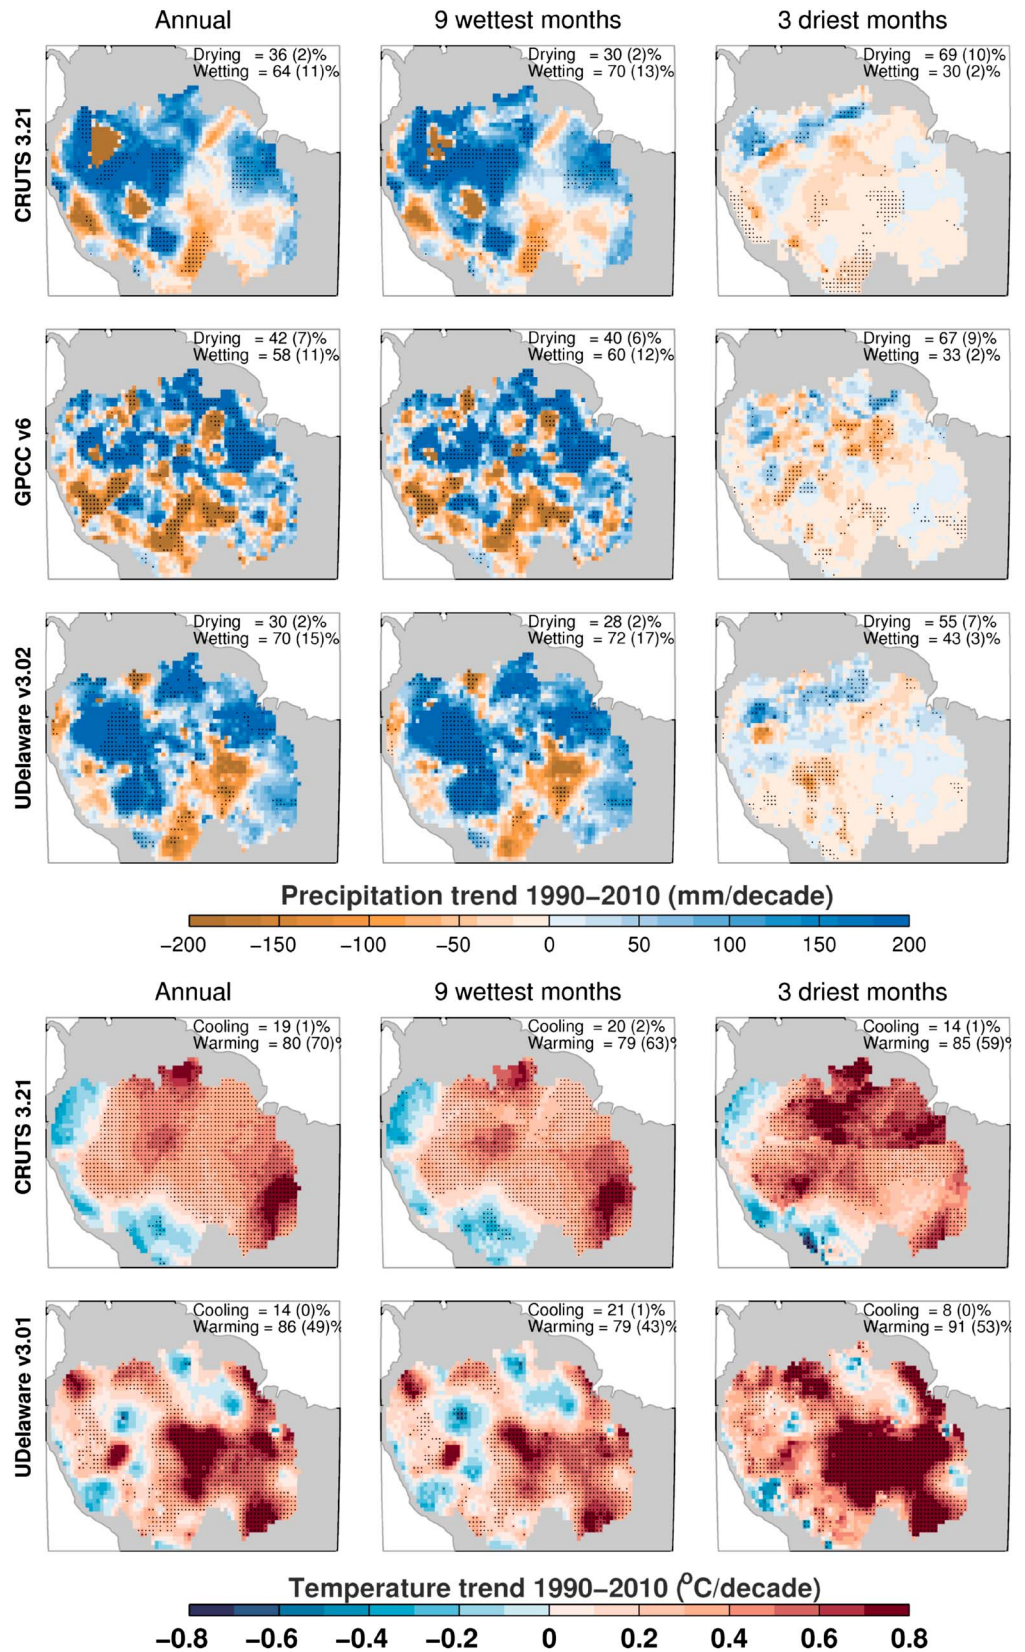 Annual 9 wettest months 3 driest months
CRUTS 3.21
Drying = 36 (2)%
Wetting = 64 (11)%
Drying = 30 (2)%
Wetting = 70 (13)%
Drying = 69 (10)%
Wetting = 30 (2)%
GPCC v6
Drying = 42 (7)%
Wetting = 58 (11)%
Drying = 40 (6)%
Wetting = 60 (12)%
Drying = 67 (9)%
Wetting = 33 (2)%
UDelaware v3.02
Drying = 30 (2)%
Wetting = 70 (15)%
Drying = 28 (2)%
Wetting = 72 (17)%
Drying = 55 (7)%
Wetting = 43 (3)%
Precipitation trend 1990−2010 (mm/decade)
−200 −150 −100 −50 0 50 100 150 200
Annual 9 wettest months 3 driest months
CRUTS 3.21
Cooling = 19 (1)%
Warming = 80 (70)%
Cooling = 20 (2)%
Warming = 79 (63)%
Cooling = 14 (1)%
Warming = 85 (59)%
UDelaware v3.01
Cooling = 14 (0)%
Warming = 86 (49)%
Cooling = 21 (1)%
Warming = 79 (43)%
Cooling = 8 (0)%
Warming = 91 (53)%
Temperature trend 1990−2010 (°C/decade)
−0.8 −0.6 −0.4 −0.2 0 0.2 0.4 0.6 0.8